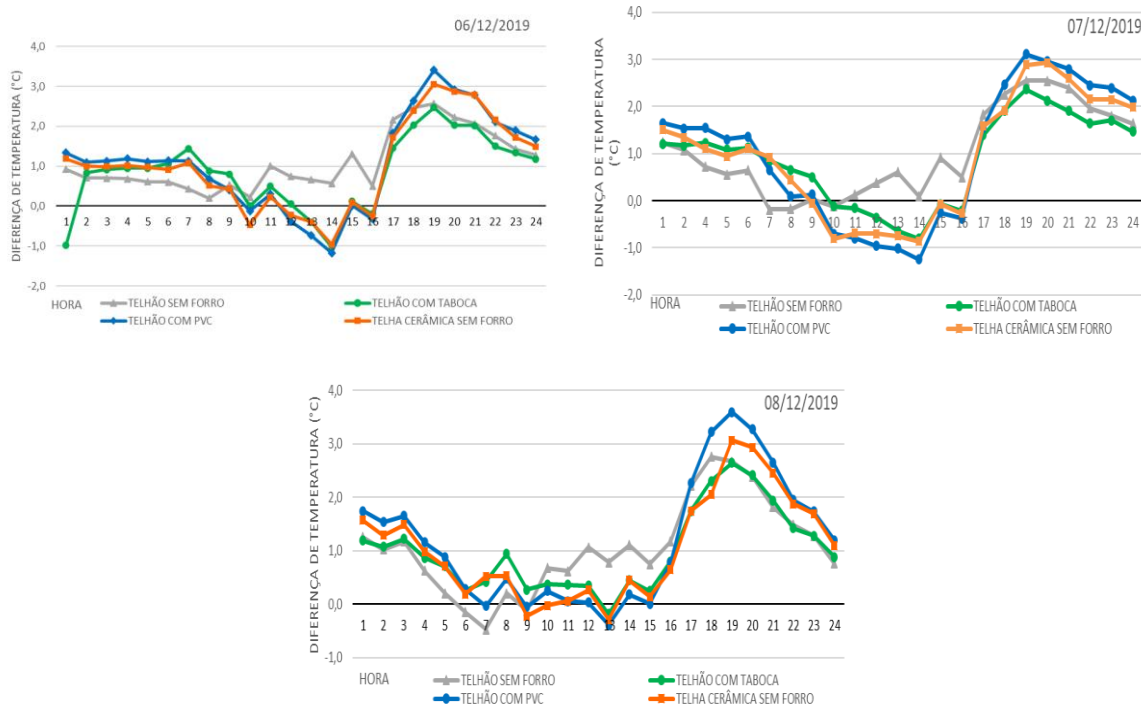 06/12/2019
DIFERENÇA DE TEMPERATURA (°C)
4,0
3,0
2,0
1,0
0,0
-1,0
-2,0
1 2 3 4 5 6 7 8 9 10 11 12 13 14 15 16 17 18 19 20 21 22 23 24
HORA
TELHÃO SEM FORRO
TELHÃO COM TABOCA
TELHÃO COM PVC
TELHA CERÂMICA SEM FORRO
07/12/2019
DIFERENÇA DE TEMPERATURA
(°C)
4,0
3,0
2,0
1,0
0,0
-1,0
-2,0
1 2 3 4 5 6 7 8 9 10 11 12 13 14 15 16 17 18 19 20 21 22 23 24
HORA
TELHÃO SEM FORRO
TELHÃO COM TABOCA
TELHÃO COM PVC
TELHA CERÂMICA SEM FORRO
08/12/2019
DIFERENÇA DE TEMPERATURA (°C)
4,0
3,0
2,0
1,0
0,0
-1,0
1 2 3 4 5 6 7 8 9 10 11 12 13 14 15 16 17 18 19 20 21 22 23 24
HORA
TELHÃO SEM FORRO
TELHÃO COM TABOCA
TELHÃO COM PVC
TELHA CERÂMICA SEM FORRO